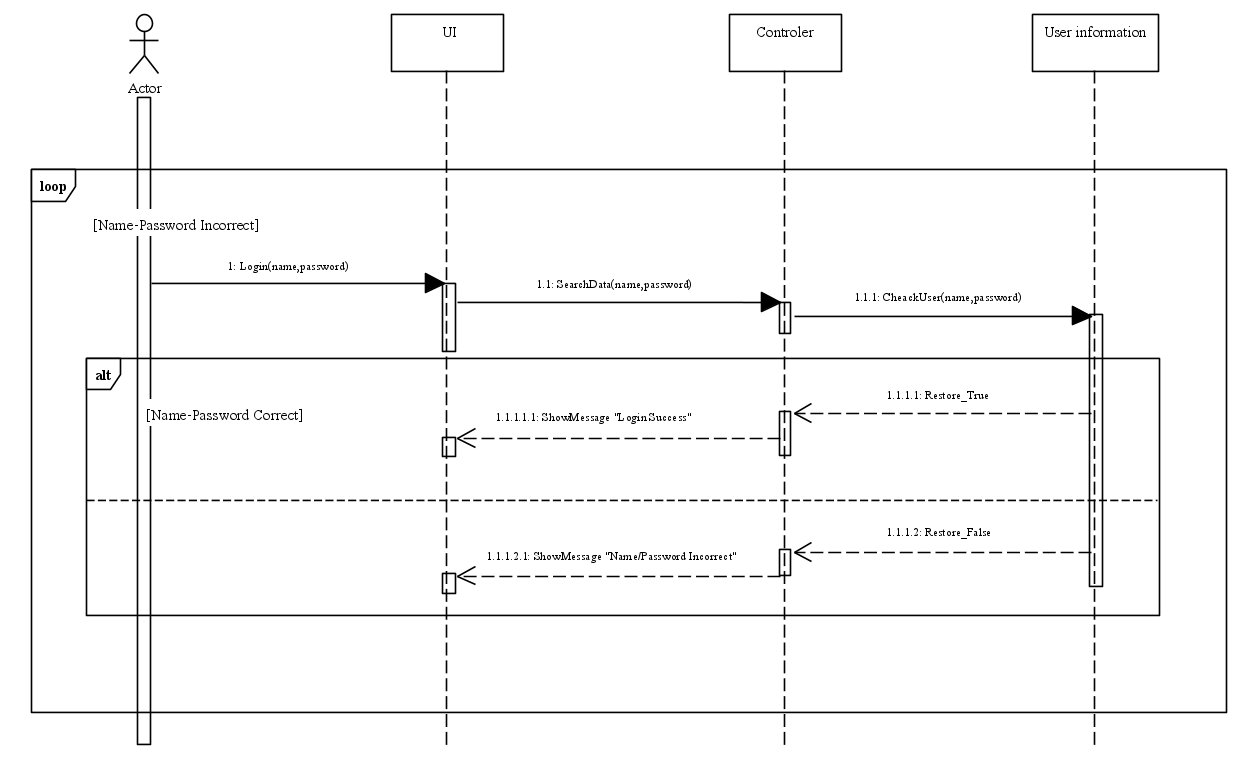 UI
Controler
User information
Actor
loop
[Name-Password Incorrect]
1: Login(name,password)
1.1: SearchData(name,password)
1.1.1: CheackUser(name,password)
alt
[Name-Password Correct]
1.1.1.1: Restore_True
1.1.1.1.1: ShowMessage "Login Success"
1.1.1.2: Restore_False
1.1.1.2.1: ShowMessage "Name/Password Incorrect"